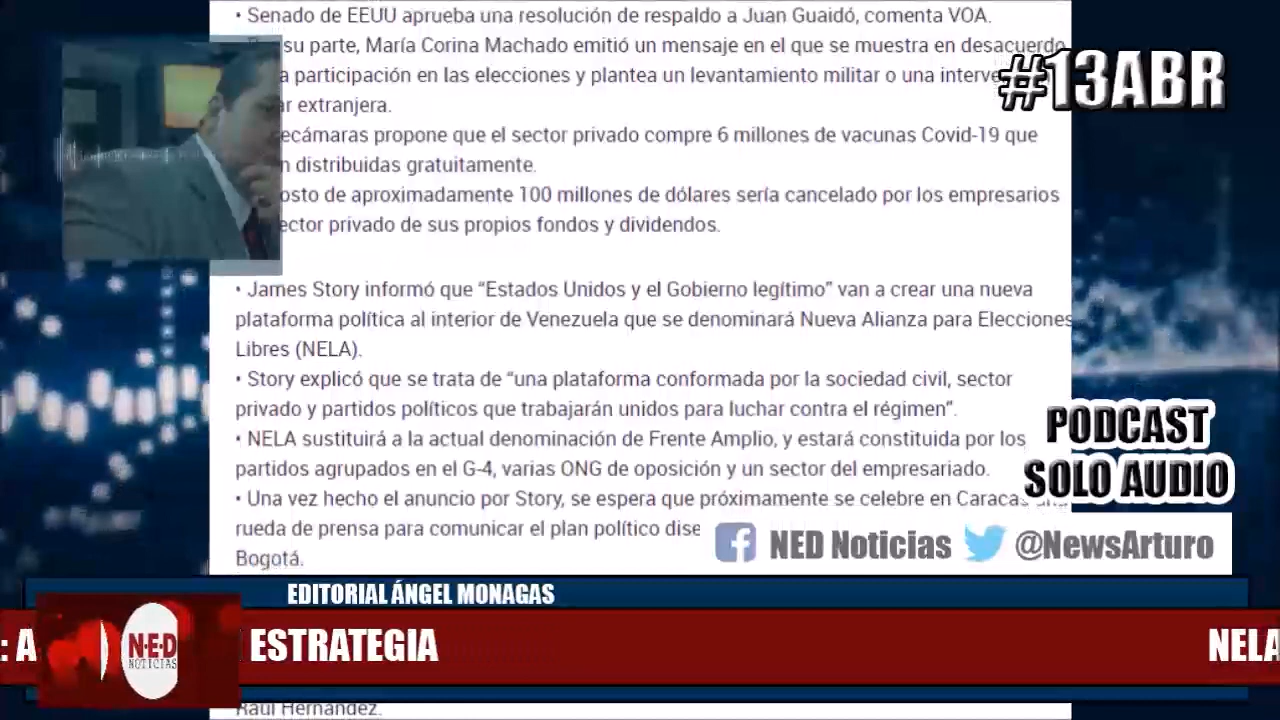 • Senado de EEUU aprueba una resolución de respaldo a Juan Guaidó, comenta VOA.
su parte, María Corina Machado emitió un mensaje en el que se muestra en desacuerdo
a participación en las elecciones y plantea un levantamiento militar o una interve
ar extranjera.
#13ABR
ecámaras propone que el sector privado compre 6 millones de vacunas Covid-19 que
n distribuidas gratuitamente.
osto de aproximadamente 100 millones de dólares sería cancelado por los empresarios
ector privado de sus propios fondos y dividendos.
• James Story informó que “Estados Unidos y el Gobierno legítimo” van a crear una nueva
plataforma política al interior de Venezuela que se denominará Nueva Alianza para Elecciones
Libres (NELA).
• Story explicó que se trata de “una plataforma conformada por la sociedad civil, sector
privado y partidos políticos que trabajarán unidos para luchar contra el régimen”.
• NELA sustituirá a la actual denominación de Frente Amplio, y estará constituida por los
partidos agrupados en el G-4, varias ONG de oposición y un sector del empresariado.
PODCAST
SOLO AUDIO
• Una vez hecho el anuncio por Story, se espera que próximamente se celebre en Caracas
rueda de prensa para comunicar el plan político dise
Bogotá.
NED Noticias @NewsArturo
EDITORIAL ÁNGEL MONAGAS
: A ESTRATEGIA NELA
N·E·D
NOTICIAS
Raúl Hernández.